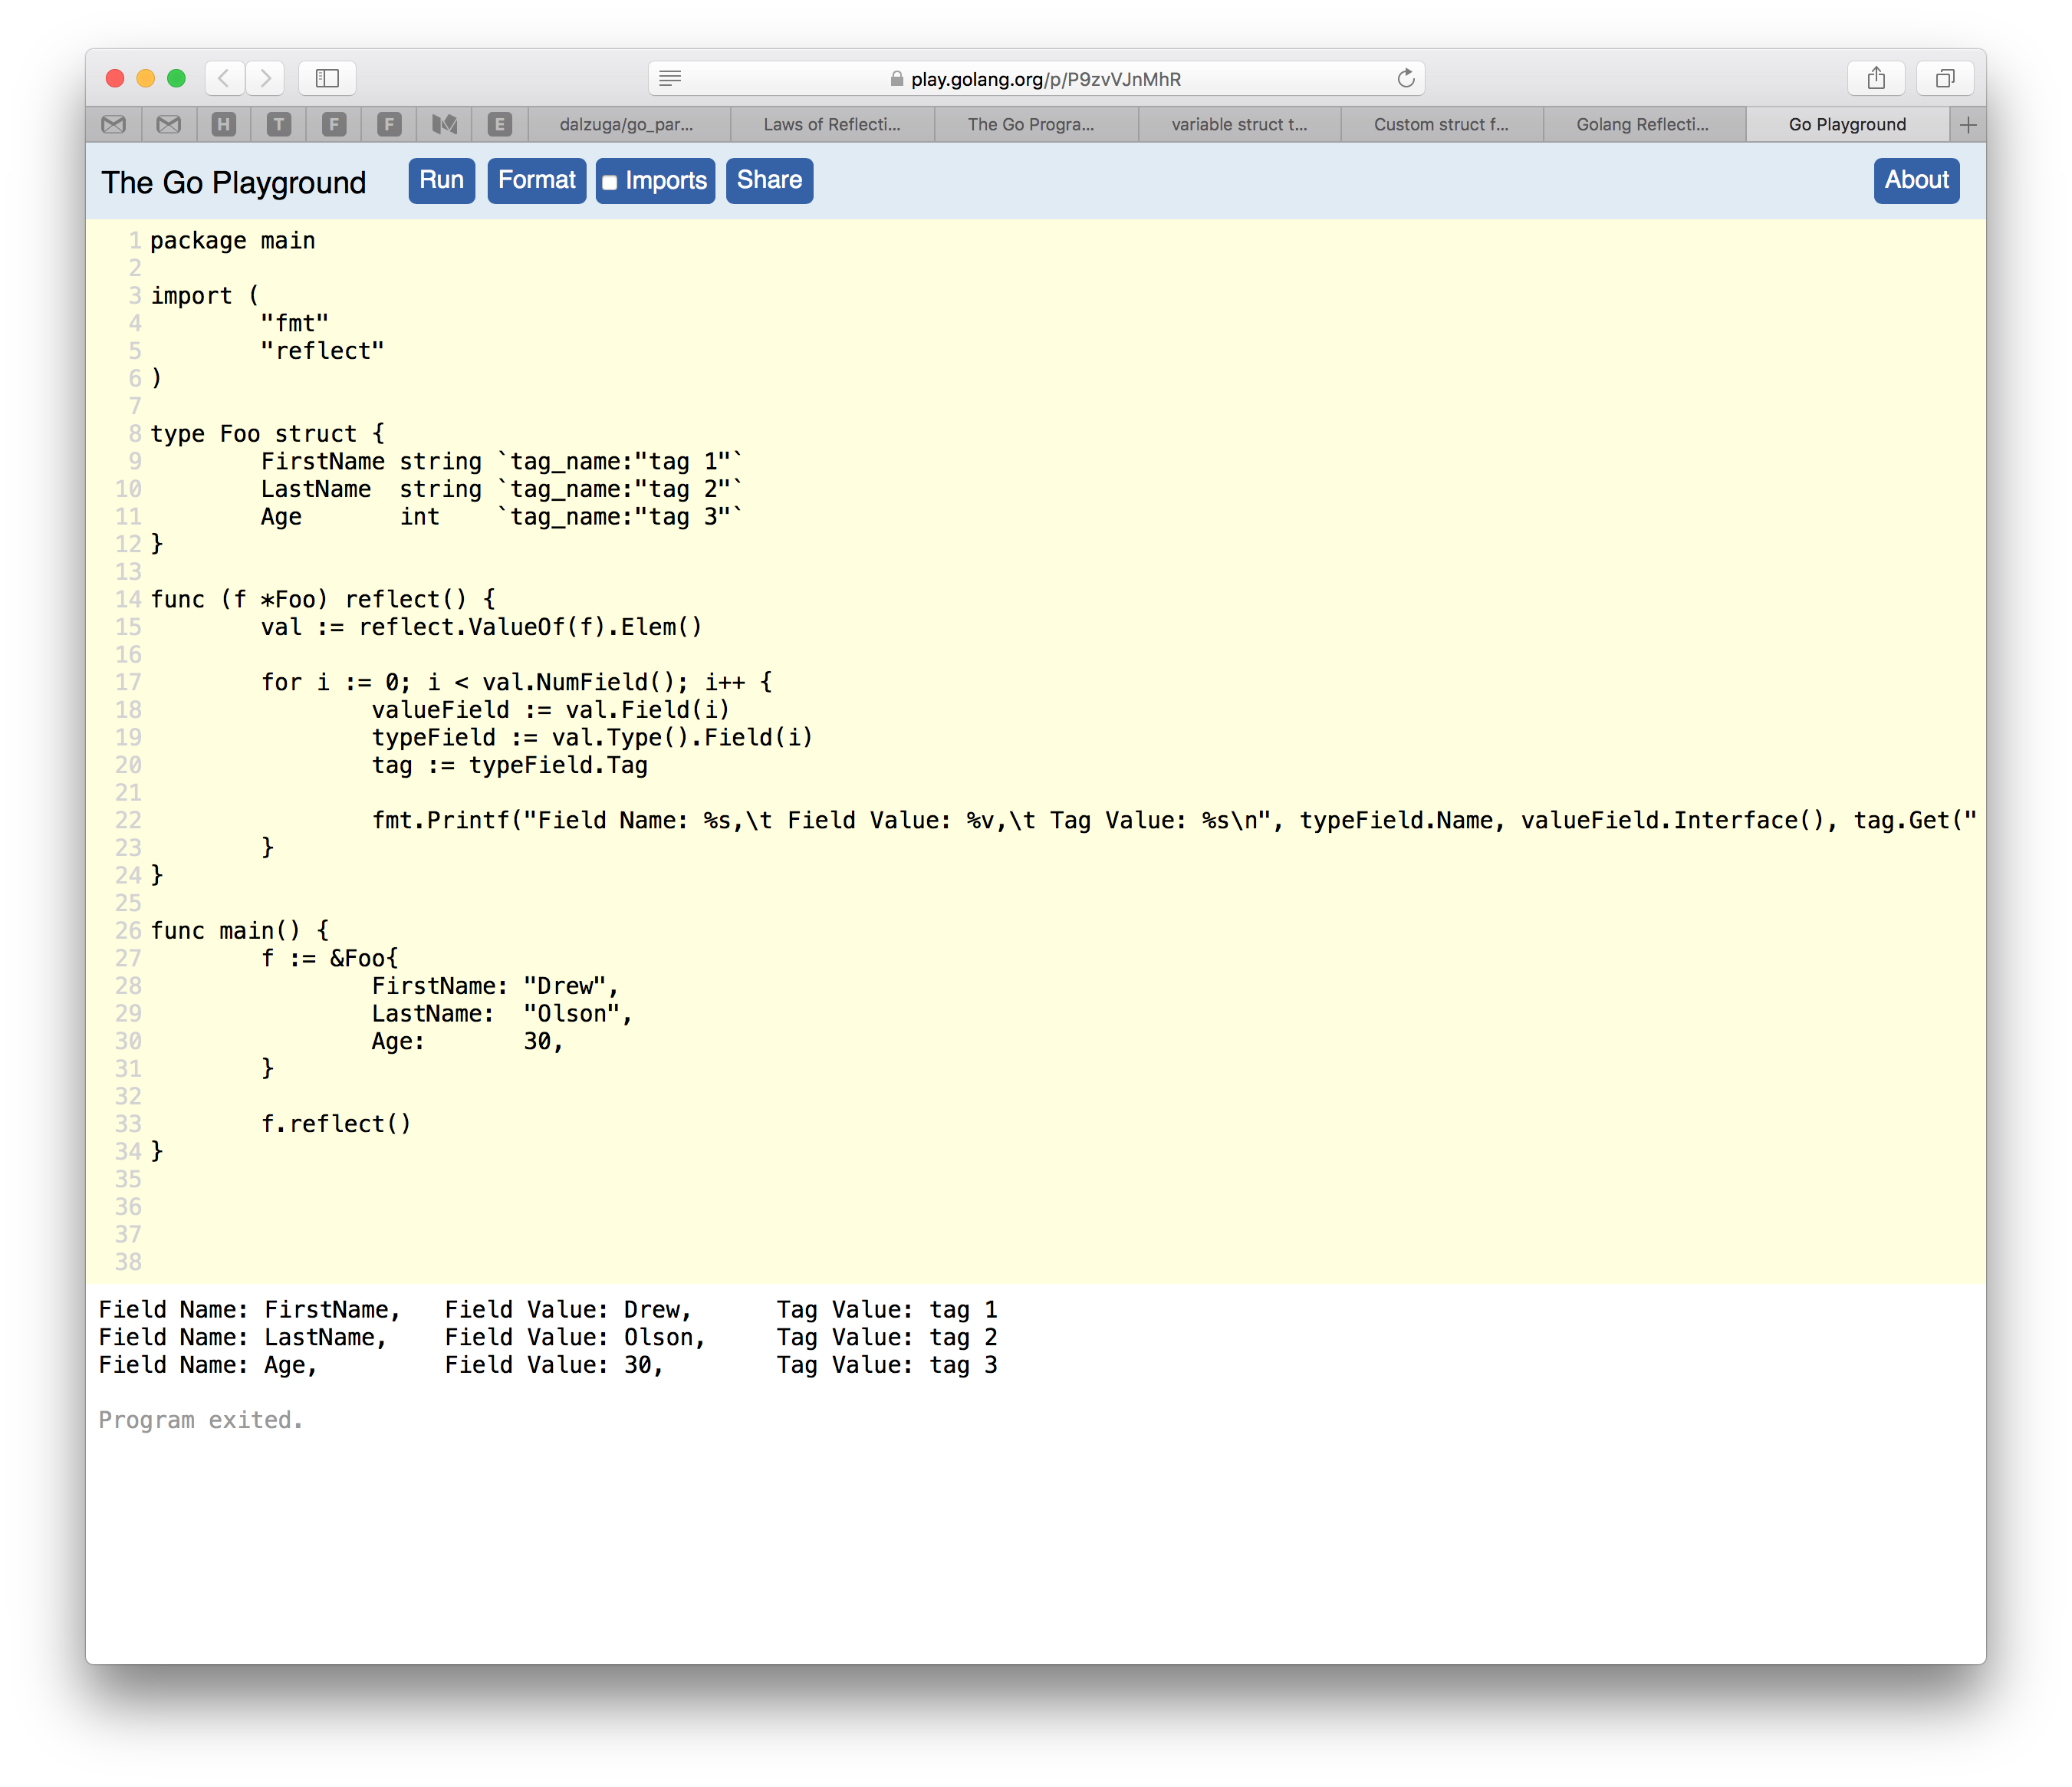 play.golang.org/p/P9zvVJnMhR
H T F F E dalzuga/go_par... Laws of Reflecti... The Go Progra... variable struct t... Custom struct f... Golang Reflecti... Go Playground +
The Go Playground Run Format Imports Share About
1 package main
2
3 import (
4 "fmt"
5 "reflect"
6 )
7
8 type Foo struct {
9 FirstName string `tag_name:"tag 1"`
10 LastName  string `tag_name:"tag 2"`
11 Age       int    `tag_name:"tag 3"`
12 }
13
14 func (f *Foo) reflect() {
15 val := reflect.ValueOf(f).Elem()
16
17 for i := 0; i < val.NumField(); i++ {
18 valueField := val.Field(i)
19 typeField := val.Type().Field(i)
20 tag := typeField.Tag
21
22 fmt.Printf("Field Name: %s,\t Field Value: %v,\t Tag Value: %s\n", typeField.Name, valueField.Interface(), tag.Get("
23 }
24 }
25
26 func main() {
27 f := &Foo{
28 FirstName: "Drew",
29 LastName:  "Olson",
30 Age:       30,
31 }
32
33 f.reflect()
34 }
35
36
37
38
Field Name: FirstName,   Field Value: Drew,      Tag Value: tag 1
Field Name: LastName,    Field Value: Olson,     Tag Value: tag 2
Field Name: Age,         Field Value: 30,        Tag Value: tag 3
Program exited.